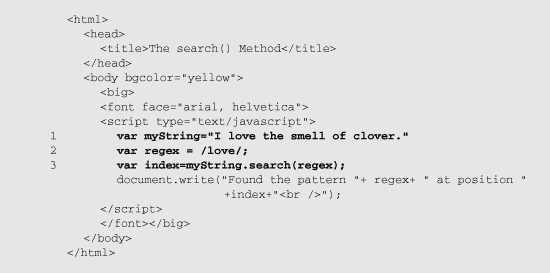 <html>
<head>
<title>The search() Method</title>
</head>
<body bgcolor="yellow">
<big>
<font face="arial, helvetica">
<script type="text/javascript">
1 var myString="I love the smell of clover."
2 var regex = /love/;
3 var index=myString.search(regex);
document.write("Found the pattern "+ regex+ " at position "
+index+"<br />");
</script>
</font></big>
</body>
</html>